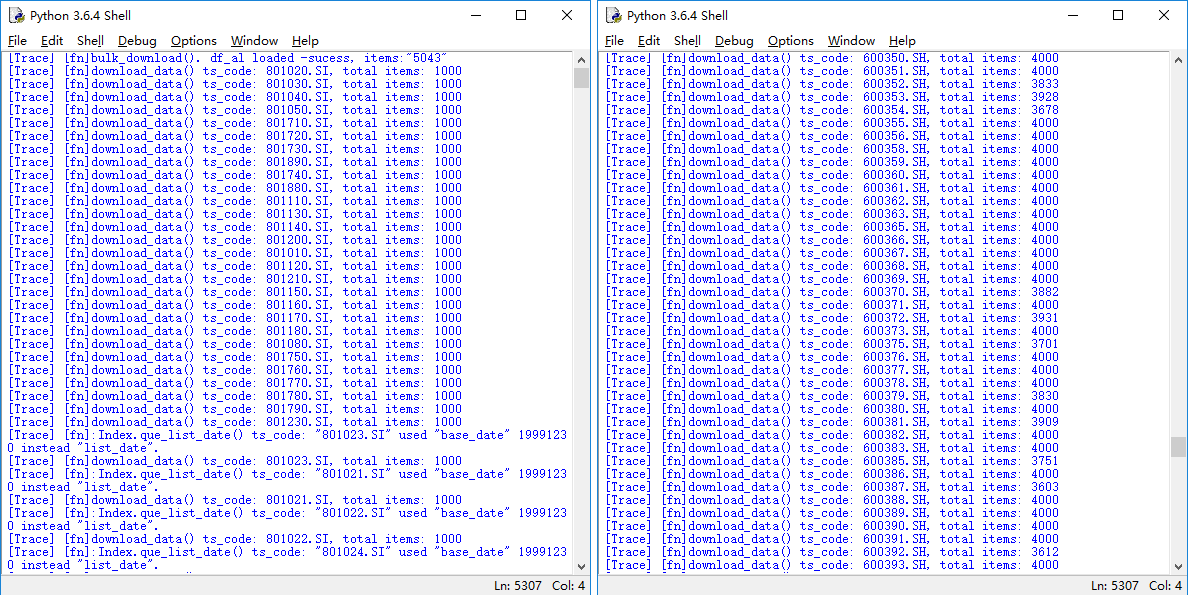 Python 3.6.4 Shell
File Edit Shell Debug Options Window Help
[Trace] [fn]bulk_download(). df_al loaded -sucess, items:"5043"
[Trace] [fn]download_data() ts_code: 801020.SI, total items: 1000
[Trace] [fn]download_data() ts_code: 801030.SI, total items: 1000
[Trace] [fn]download_data() ts_code: 801040.SI, total items: 1000
[Trace] [fn]download_data() ts_code: 801050.SI, total items: 1000
[Trace] [fn]download_data() ts_code: 801710.SI, total items: 1000
[Trace] [fn]download_data() ts_code: 801720.SI, total items: 1000
[Trace] [fn]download_data() ts_code: 801730.SI, total items: 1000
[Trace] [fn]download_data() ts_code: 801890.SI, total items: 1000
[Trace] [fn]download_data() ts_code: 801740.SI, total items: 1000
[Trace] [fn]download_data() ts_code: 801880.SI, total items: 1000
[Trace] [fn]download_data() ts_code: 801110.SI, total items: 1000
[Trace] [fn]download_data() ts_code: 801130.SI, total items: 1000
[Trace] [fn]download_data() ts_code: 801140.SI, total items: 1000
[Trace] [fn]download_data() ts_code: 801200.SI, total items: 1000
[Trace] [fn]download_data() ts_code: 801010.SI, total items: 1000
[Trace] [fn]download_data() ts_code: 801120.SI, total items: 1000
[Trace] [fn]download_data() ts_code: 801210.SI, total items: 1000
[Trace] [fn]download_data() ts_code: 801150.SI, total items: 1000
[Trace] [fn]download_data() ts_code: 801160.SI, total items: 1000
[Trace] [fn]download_data() ts_code: 801170.SI, total items: 1000
[Trace] [fn]download_data() ts_code: 801180.SI, total items: 1000
[Trace] [fn]download_data() ts_code: 801080.SI, total items: 1000
[Trace] [fn]download_data() ts_code: 801750.SI, total items: 1000
[Trace] [fn]download_data() ts_code: 801760.SI, total items: 1000
[Trace] [fn]download_data() ts_code: 801770.SI, total items: 1000
[Trace] [fn]download_data() ts_code: 801780.SI, total items: 1000
[Trace] [fn]download_data() ts_code: 801790.SI, total items: 1000
[Trace] [fn]download_data() ts_code: 801230.SI, total items: 1000
[Trace] [fn]:Index.que_list_date() ts_code: "801023.SI" used "base_date" 1999123
0 instead "list_date".
[Trace] [fn]download_data() ts_code: 801023.SI, total items: 1000
[Trace] [fn]:Index.que_list_date() ts_code: "801021.SI" used "base_date" 1999123
0 instead "list_date".
[Trace] [fn]download_data() ts_code: 801021.SI, total items: 1000
[Trace] [fn]:Index.que_list_date() ts_code: "801022.SI" used "base_date" 1999123
0 instead "list_date".
[Trace] [fn]download_data() ts_code: 801022.SI, total items: 1000
[Trace] [fn]:Index.que_list_date() ts_code: "801024.SI" used "base_date" 1999123
0 instead "list_date".
Ln: 5307 Col: 4
Python 3.6.4 Shell
File Edit Shell Debug Options Window Help
[Trace] [fn]download_data() ts_code: 600350.SH, total items: 4000
[Trace] [fn]download_data() ts_code: 600351.SH, total items: 4000
[Trace] [fn]download_data() ts_code: 600352.SH, total items: 3833
[Trace] [fn]download_data() ts_code: 600353.SH, total items: 3928
[Trace] [fn]download_data() ts_code: 600354.SH, total items: 3678
[Trace] [fn]download_data() ts_code: 600355.SH, total items: 4000
[Trace] [fn]download_data() ts_code: 600356.SH, total items: 4000
[Trace] [fn]download_data() ts_code: 600358.SH, total items: 4000
[Trace] [fn]download_data() ts_code: 600359.SH, total items: 4000
[Trace] [fn]download_data() ts_code: 600360.SH, total items: 4000
[Trace] [fn]download_data() ts_code: 600361.SH, total items: 4000
[Trace] [fn]download_data() ts_code: 600362.SH, total items: 4000
[Trace] [fn]download_data() ts_code: 600363.SH, total items: 4000
[Trace] [fn]download_data() ts_code: 600365.SH, total items: 4000
[Trace] [fn]download_data() ts_code: 600366.SH, total items: 4000
[Trace] [fn]download_data() ts_code: 600367.SH, total items: 4000
[Trace] [fn]download_data() ts_code: 600368.SH, total items: 4000
[Trace] [fn]download_data() ts_code: 600369.SH, total items: 4000
[Trace] [fn]download_data() ts_code: 600370.SH, total items: 3882
[Trace] [fn]download_data() ts_code: 600371.SH, total items: 4000
[Trace] [fn]download_data() ts_code: 600372.SH, total items: 3931
[Trace] [fn]download_data() ts_code: 600373.SH, total items: 4000
[Trace] [fn]download_data() ts_code: 600375.SH, total items: 3701
[Trace] [fn]download_data() ts_code: 600376.SH, total items: 4000
[Trace] [fn]download_data() ts_code: 600377.SH, total items: 4000
[Trace] [fn]download_data() ts_code: 600378.SH, total items: 4000
[Trace] [fn]download_data() ts_code: 600379.SH, total items: 3830
[Trace] [fn]download_data() ts_code: 600380.SH, total items: 4000
[Trace] [fn]download_data() ts_code: 600381.SH, total items: 3909
[Trace] [fn]download_data() ts_code: 600382.SH, total items: 4000
[Trace] [fn]download_data() ts_code: 600383.SH, total items: 4000
[Trace] [fn]download_data() ts_code: 600385.SH, total items: 3751
[Trace] [fn]download_data() ts_code: 600386.SH, total items: 4000
[Trace] [fn]download_data() ts_code: 600387.SH, total items: 3603
[Trace] [fn]download_data() ts_code: 600388.SH, total items: 4000
[Trace] [fn]download_data() ts_code: 600389.SH, total items: 4000
[Trace] [fn]download_data() ts_code: 600390.SH, total items: 4000
[Trace] [fn]download_data() ts_code: 600391.SH, total items: 4000
[Trace] [fn]download_data() ts_code: 600392.SH, total items: 3612
[Trace] [fn]download_data() ts_code: 600393.SH, total items: 4000
Ln: 5307 Col: 4